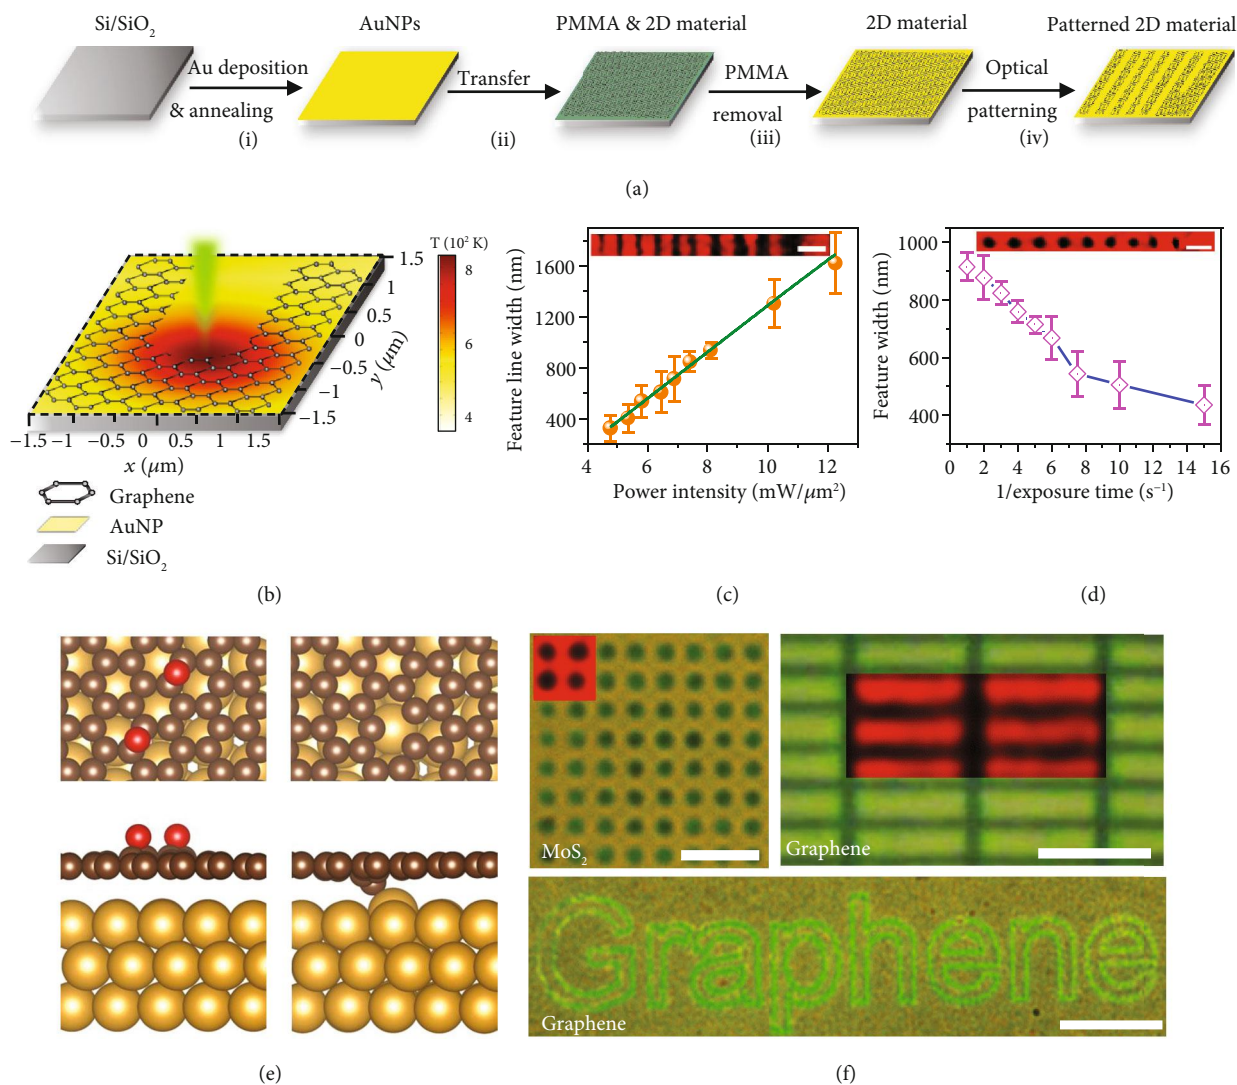 Si/SiO₂
AuNPs
PMMA & 2D material
2D material
Patterned 2D material
Au deposition
& annealing
(i)
Transfer
(ii)
PMMA
removal
(iii)
Optical
patterning
(iv)
(a)
T (10² K)
8
6
4
1.5
1
0.5
0
−0.5
−1
−1.5
y (μm)
−1.5 −1 −0.5 0 0.5 1 1.5
x (μm)
Graphene
AuNP
Si/SiO₂
(b)
Feature line width (nm)
1600
1200
800
400
4 6 8 10 12 14
Power intensity (mW/μm²)
(c)
Feature width (nm)
1000
800
600
400
0 2 4 6 8 10 12 14 16
1/exposure time (s⁻¹)
(d)
(e)
MoS₂
Graphene
Graphene
Graphene
(f)